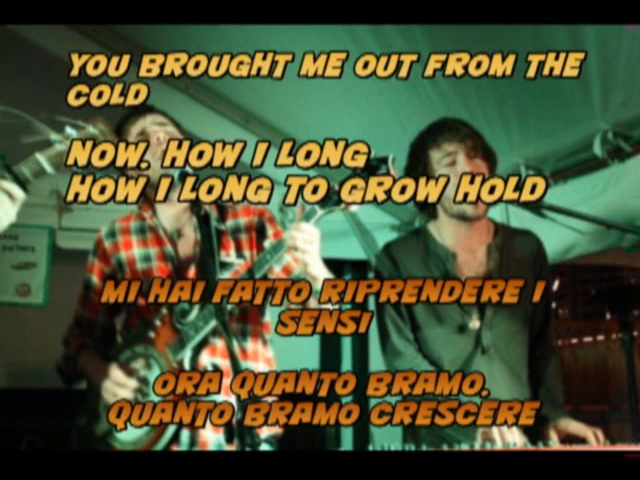 YOU BROUGHT ME OUT FROM THE
COLD
NOW, HOW I LONG
HOW I LONG TO GROW HOLD
MI HAI FATTO RIPRENDERE I
SENSI
ORA QUANTO BRAMO,
QUANTO BRAMO CRESCERE